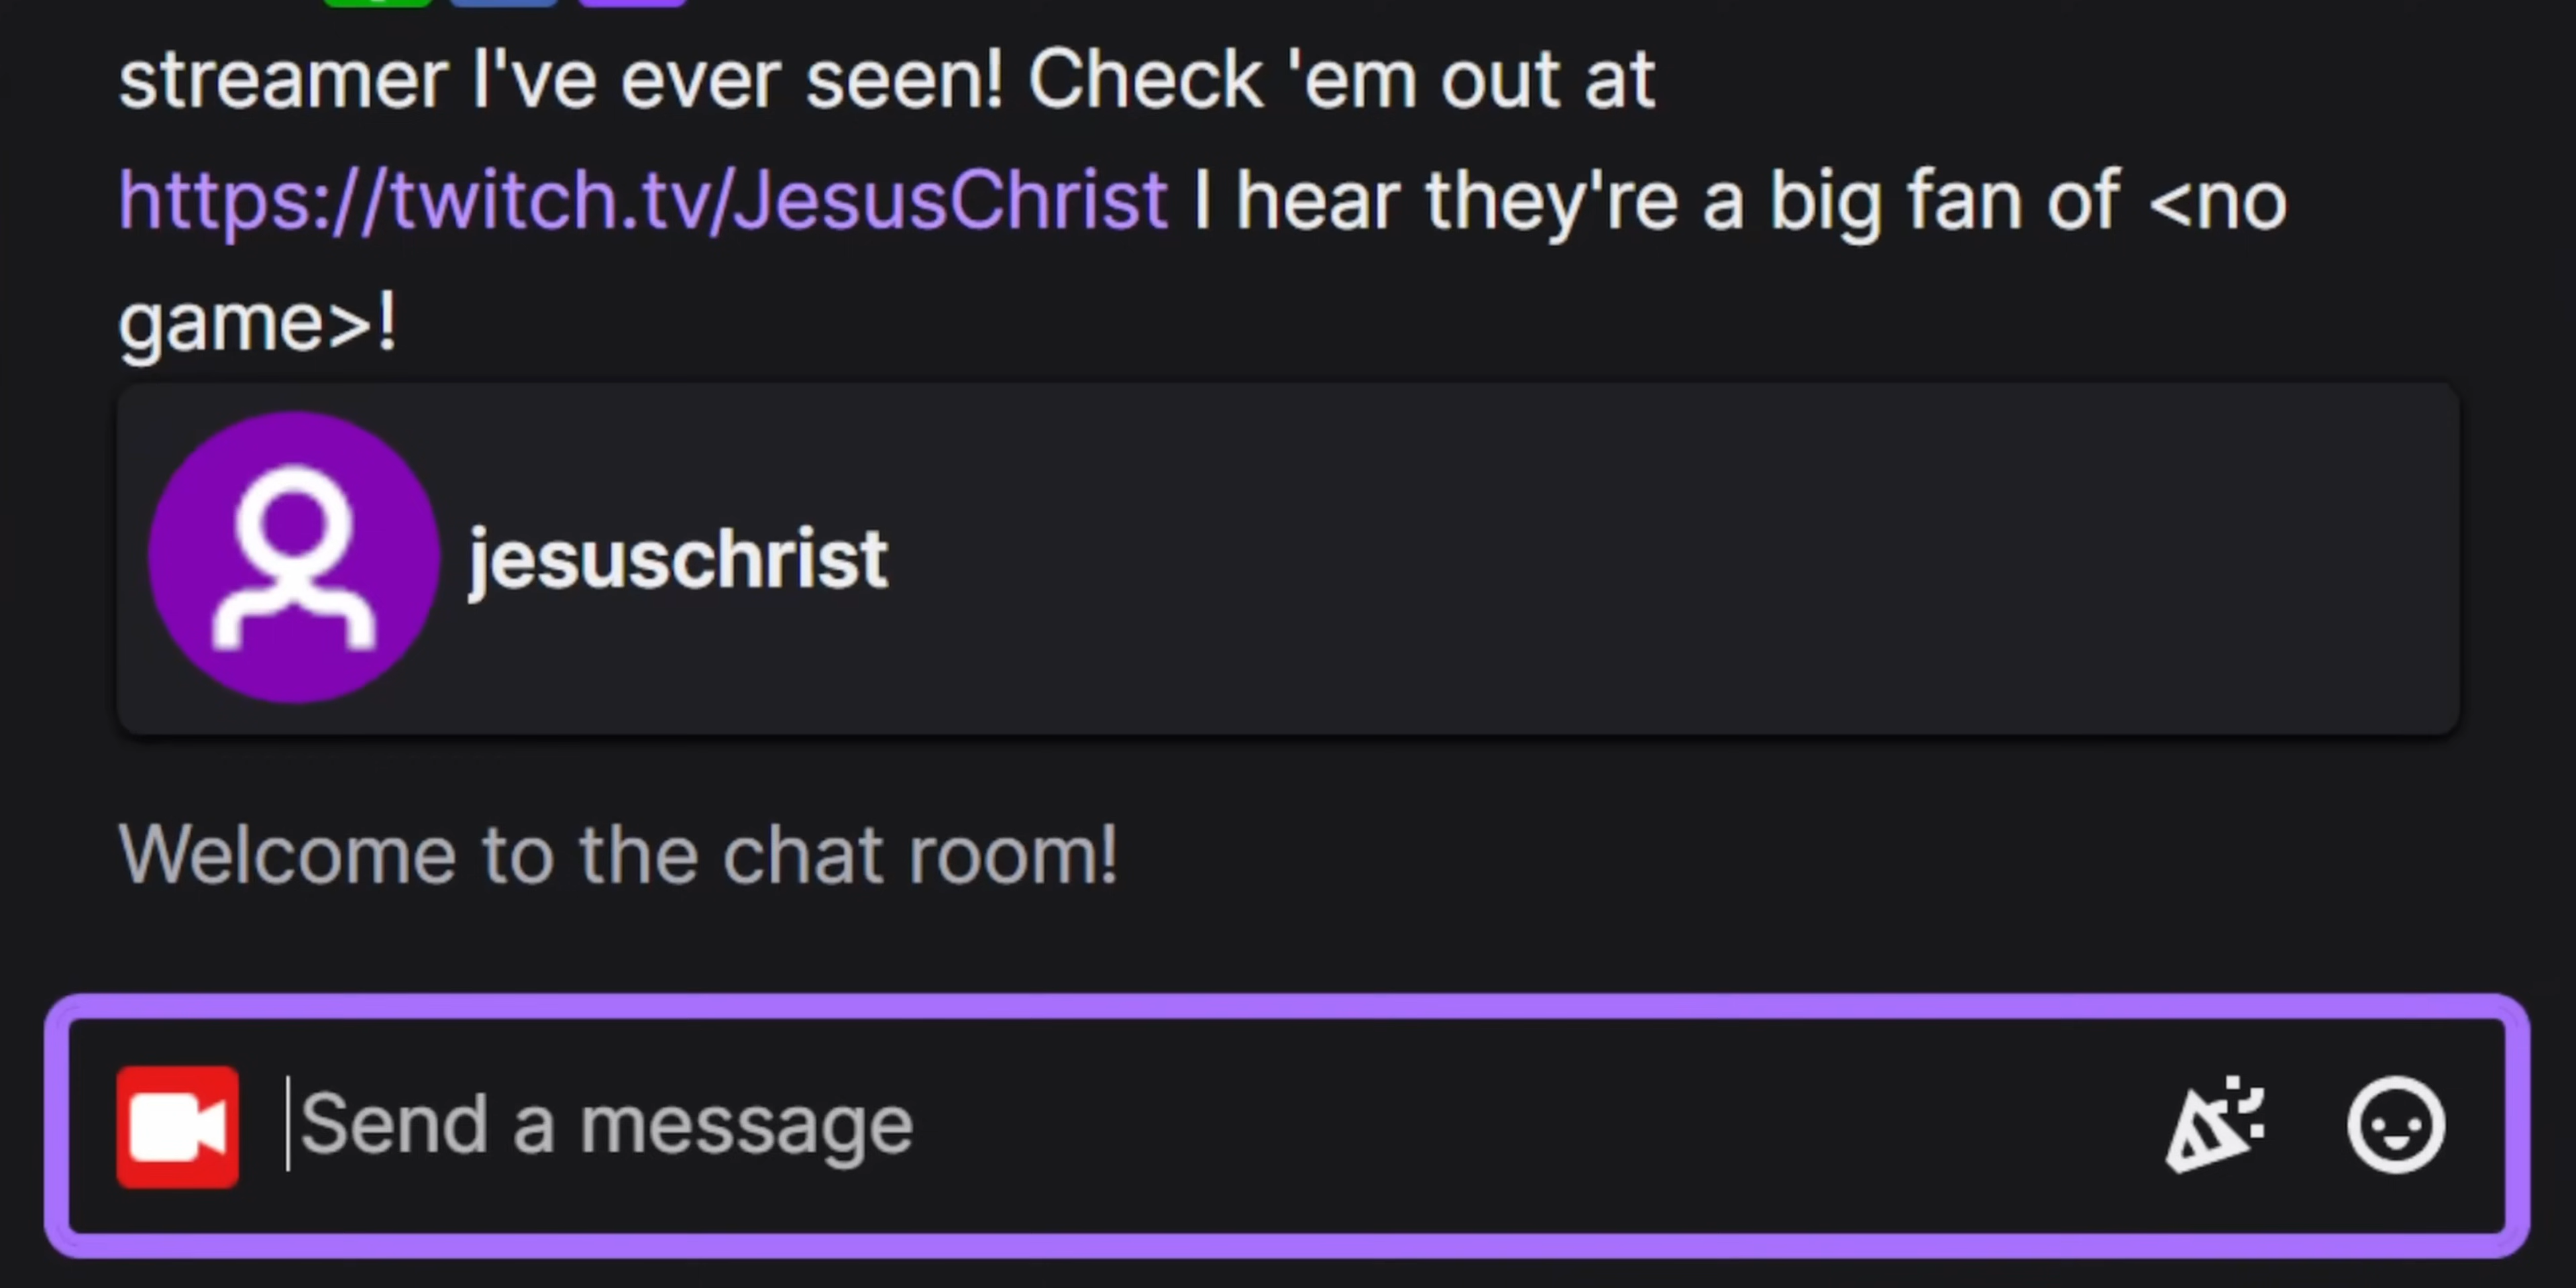 streamer I've ever seen! Check 'em out at
https://twitch.tv/JesusChrist I hear they're a big fan of <no
game>!
jesuschrist
Welcome to the chat room!
Send a message